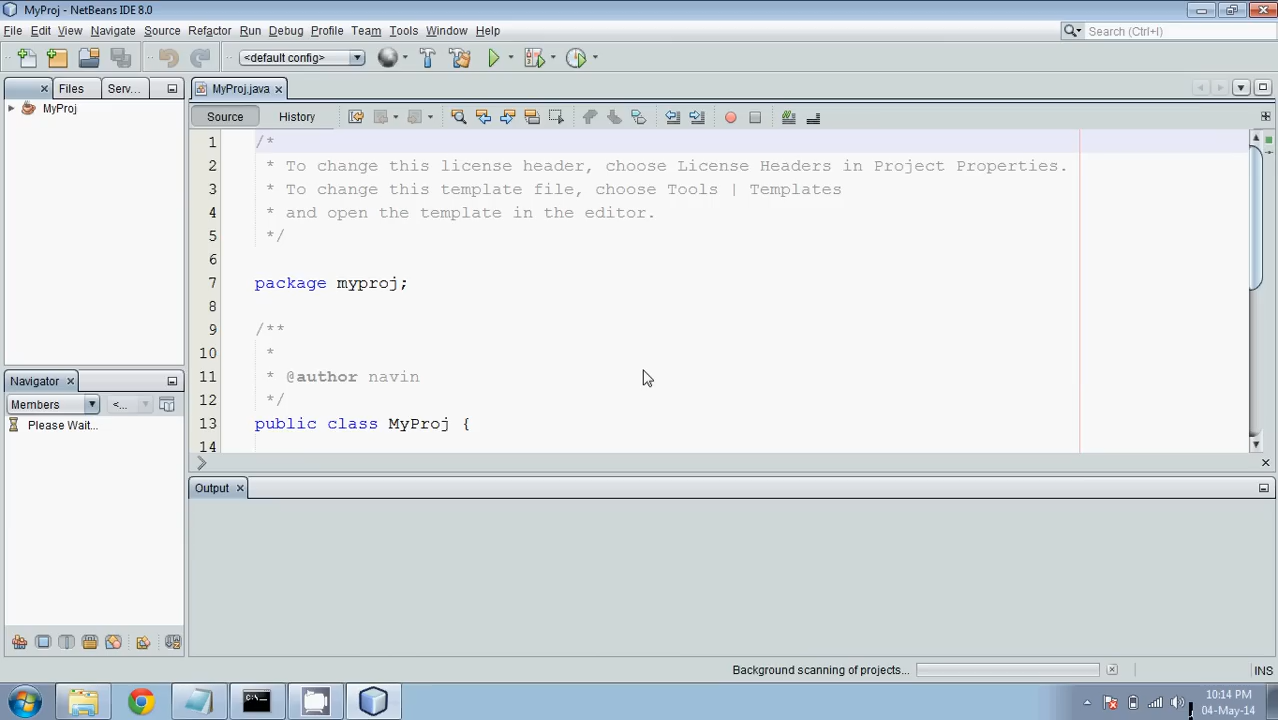 MyProj - NetBeans IDE 8.0
File Edit View Navigate Source Refactor Run Debug Profile Team Tools Window Help
Search (Ctrl+I)
<default config>
Files Serv...
MyProj.java
MyProj
Source History
1 /*
2 * To change this license header, choose License Headers in Project Properties.
3 * To change this template file, choose Tools | Templates
4 * and open the template in the editor.
5 */
6
7 package myproj;
8
9 /**
10 *
11 * @author navin
12 */
13 public class MyProj {
14
Navigator
Members <...
Please Wait...
Output
Background scanning of projects...
INS
10:14 PM
04-May-14